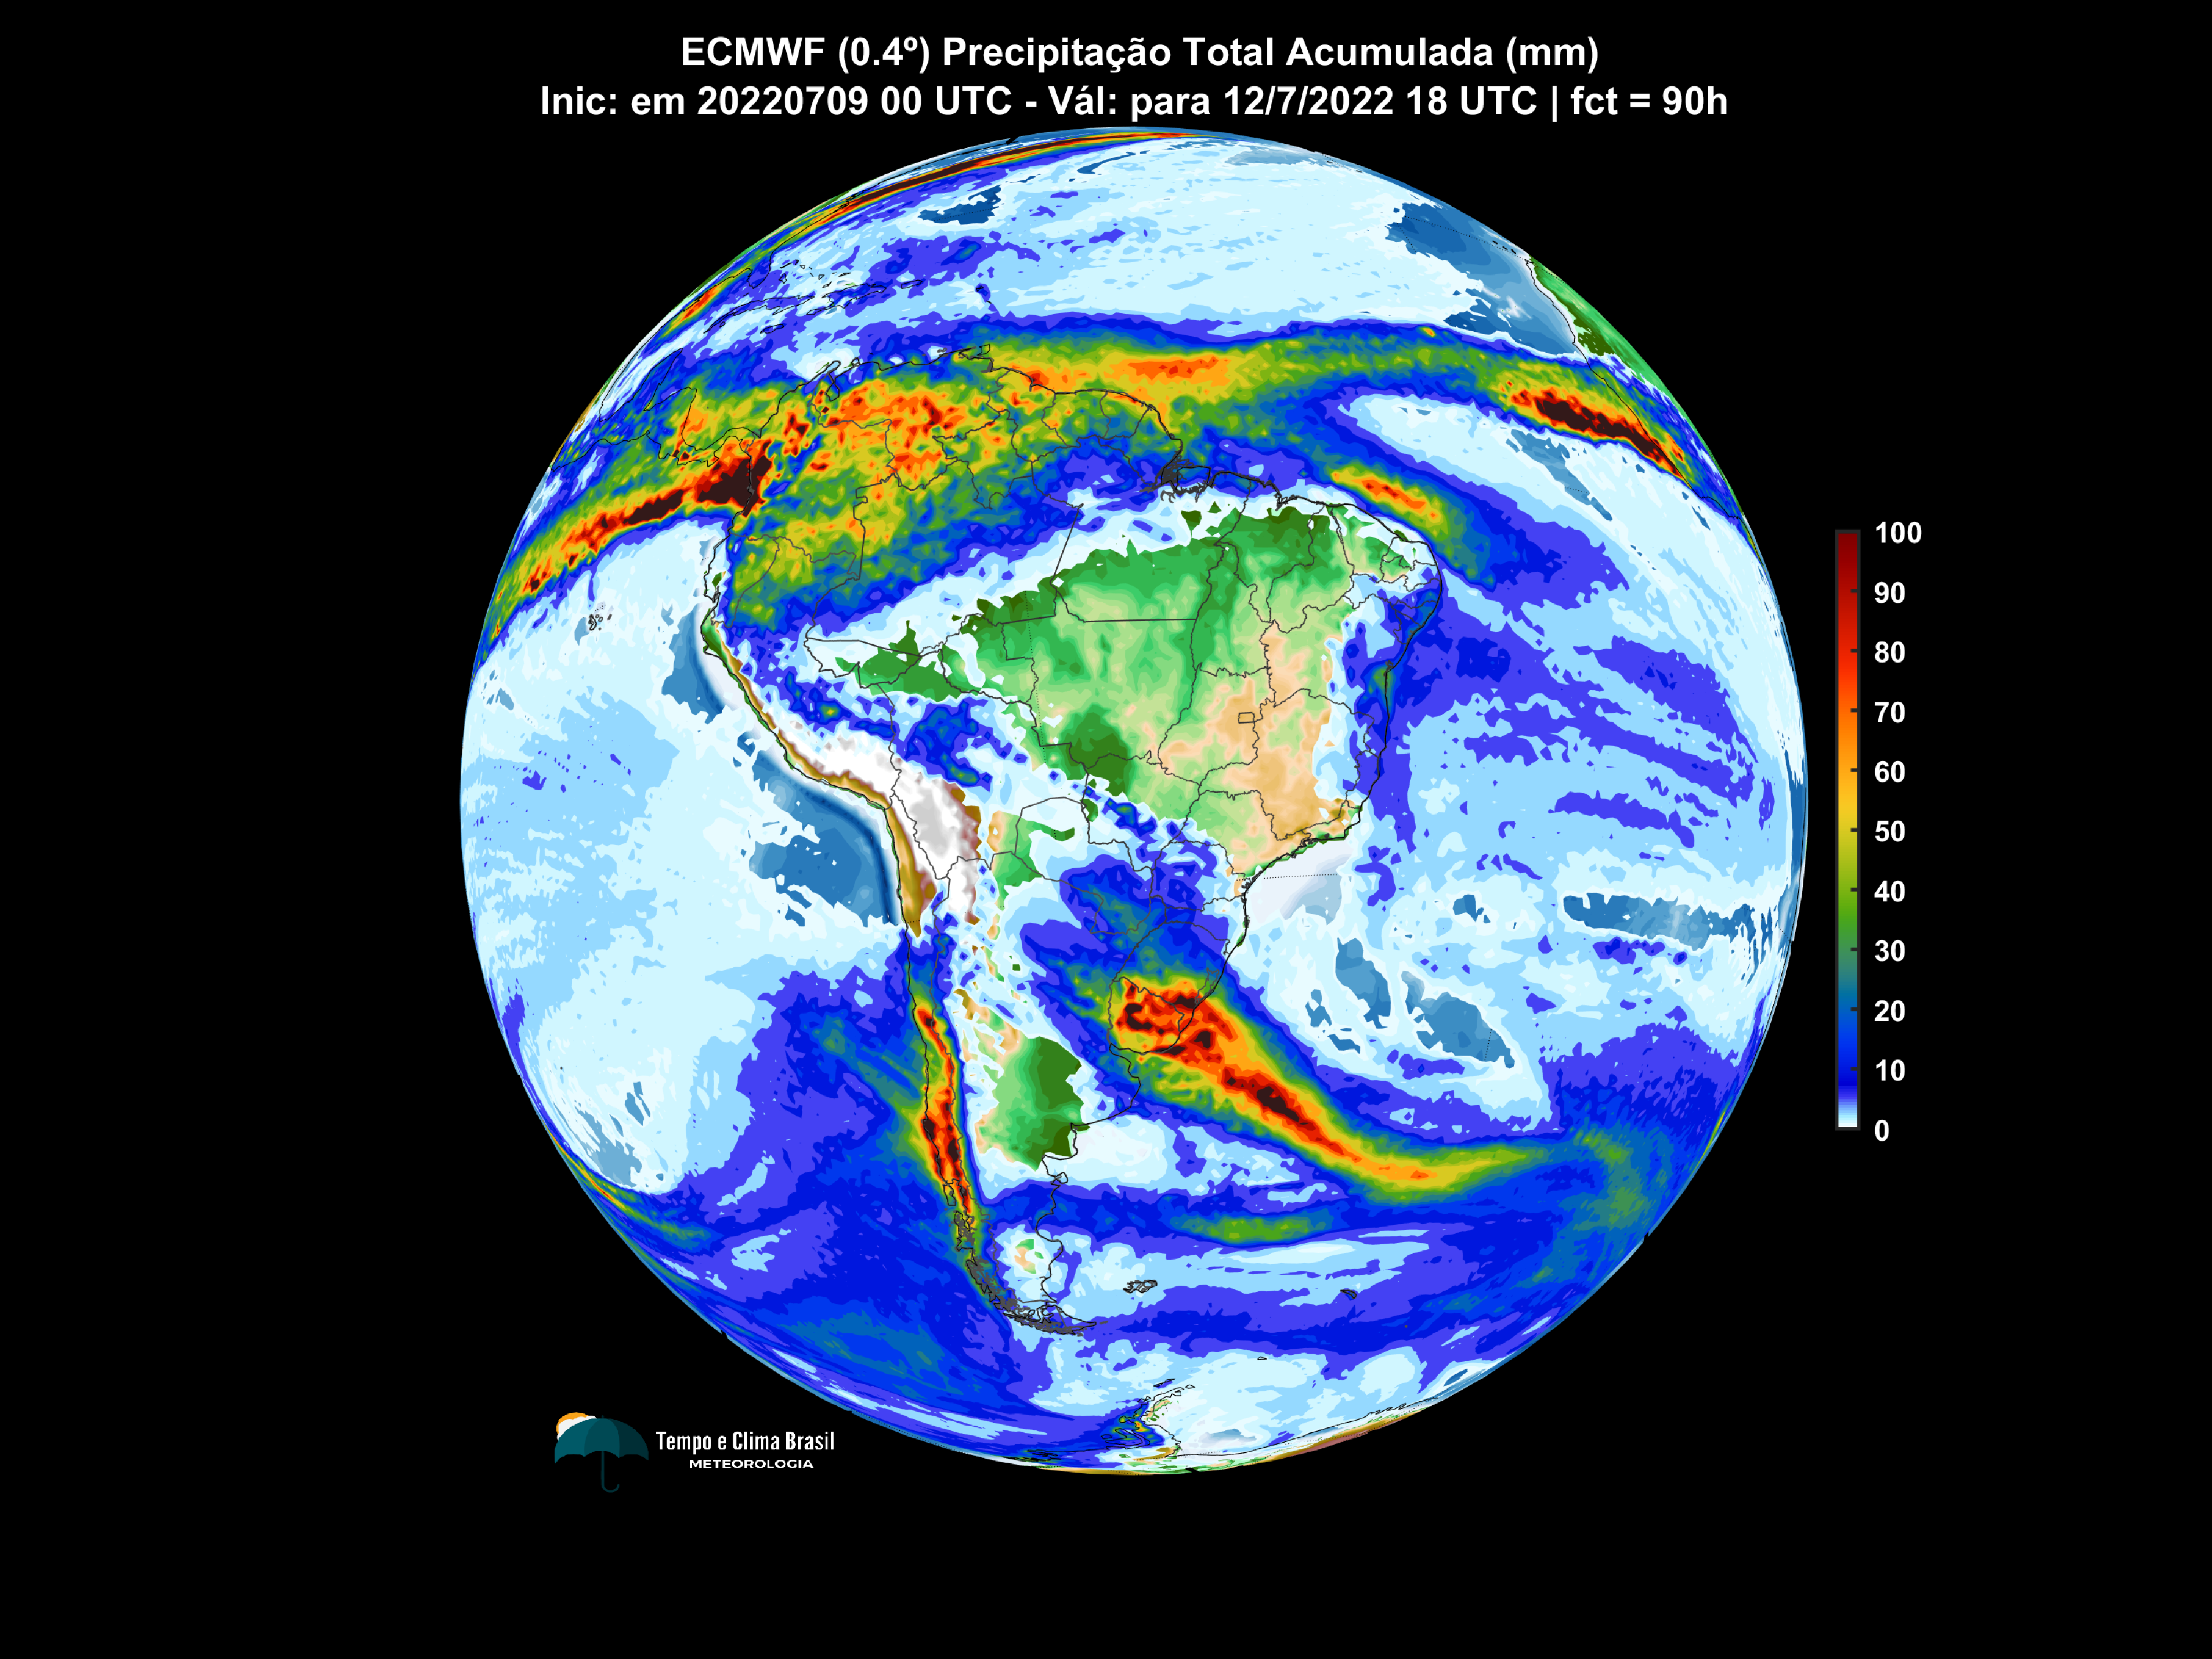 ECMWF (0.4º) Precipitação Total Acumulada (mm)
Inic: em 20220709 00 UTC - Vál: para 12/7/2022 18 UTC | fct = 90h
100
90
80
70
60
50
40
30
20
10
0
Tempo e Clima Brasil
METEOROLOGIA